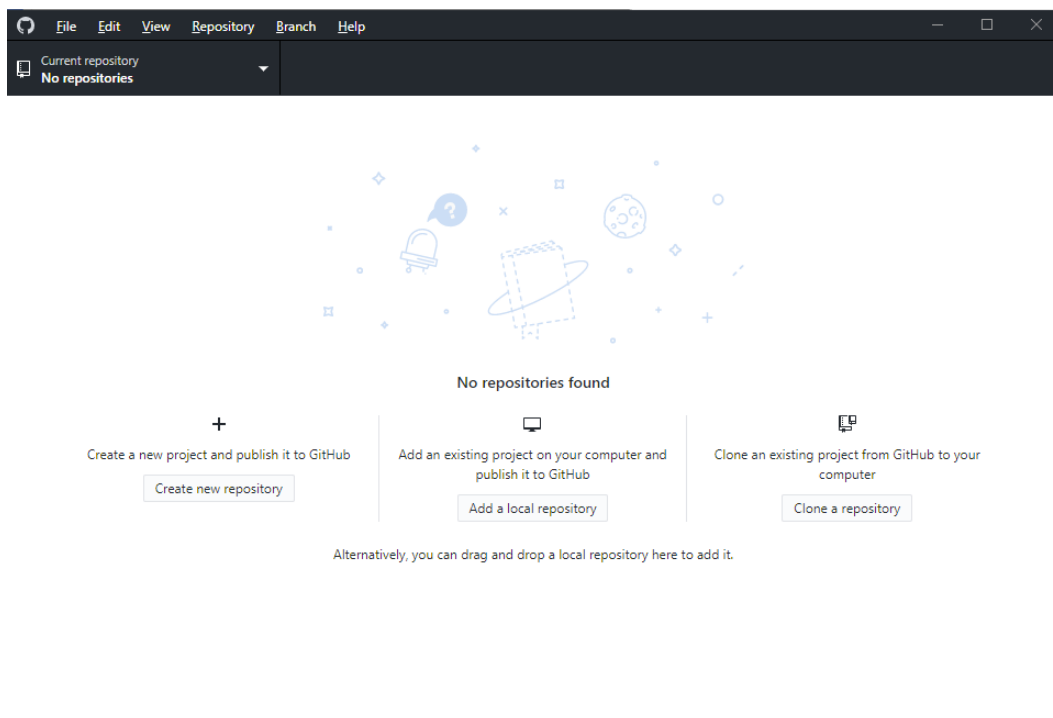 File Edit View Repository Branch Help
Current repository
No repositories
?
No repositories found
Create a new project and publish it to GitHub
Create new repository
Add an existing project on your computer and
publish it to GitHub
Add a local repository
Clone an existing project from GitHub to your
computer
Clone a repository
Alternatively, you can drag and drop a local repository here to add it.